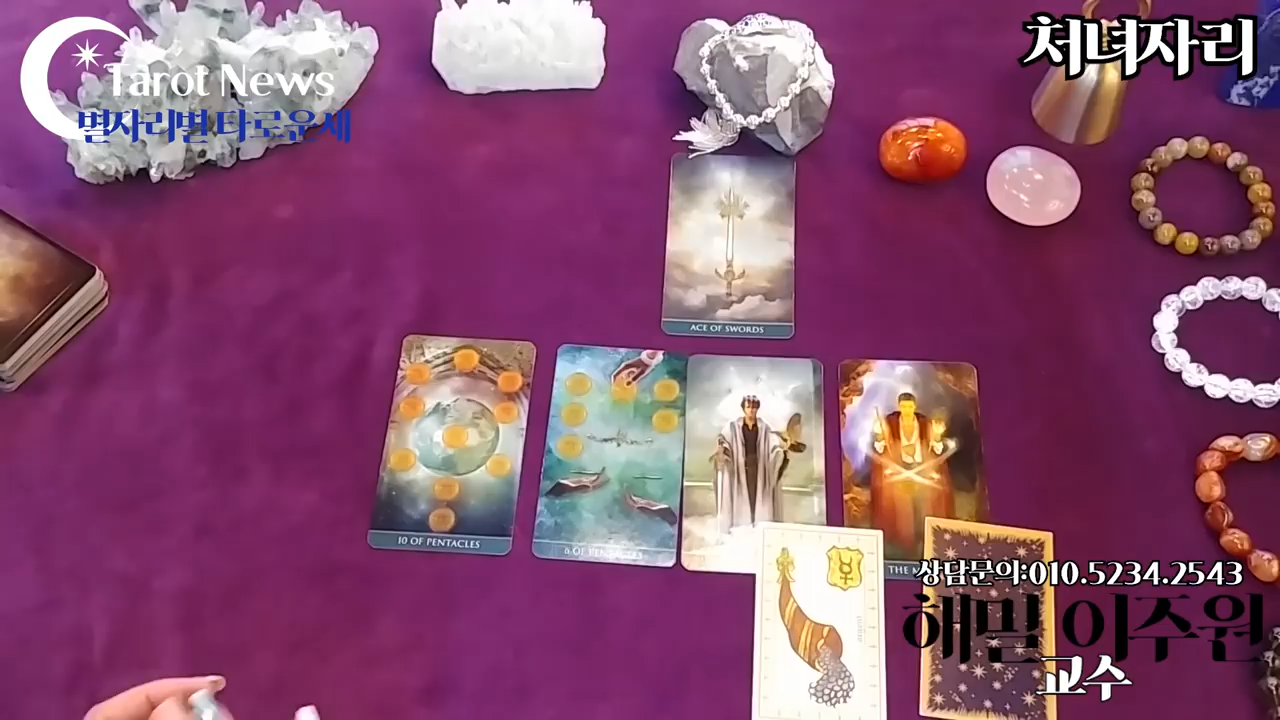 Tarot News
별자리별 타로운세
처녀자리
ACE OF SWORDS
10 OF PENTACLES
6 OF PENTACLES
THE
상담문의:010.5234.2543
해밀 이주원
교수